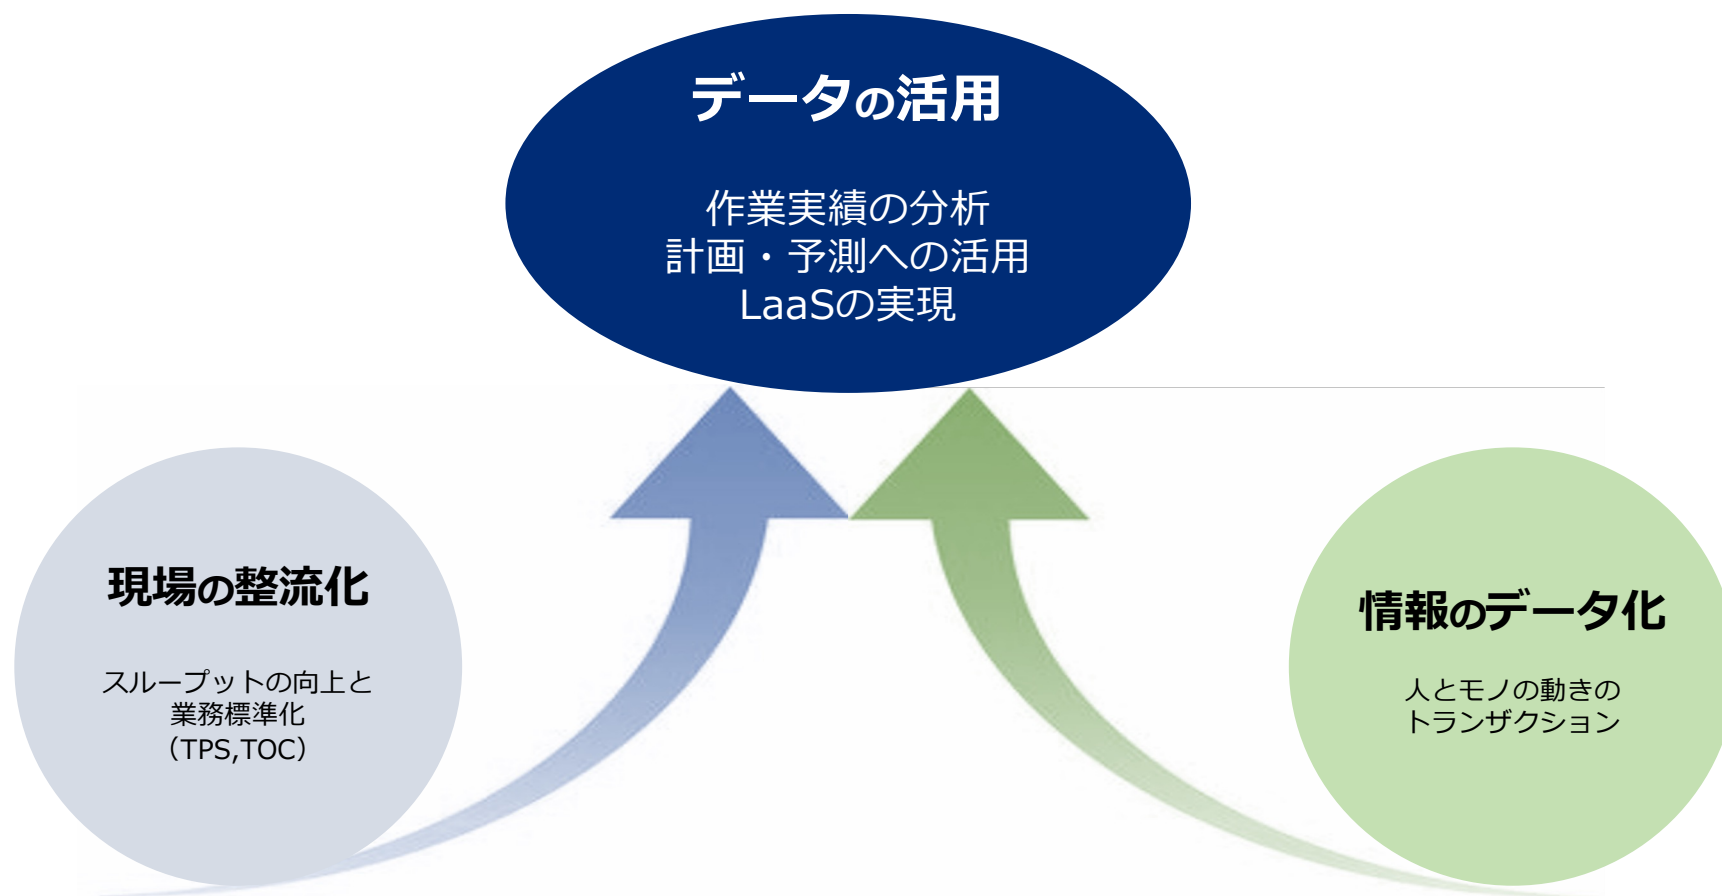 データの活用
作業実績の分析
計画・予測への活用
LaaSの実現
現場の整流化
スループットの向上と
業務標準化
（TPS,TOC）
情報のデータ化
人とモノの動きの
トランザクション